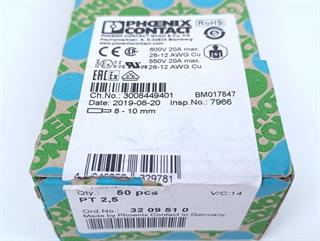 PHOENIX
CONTACT
RoHS
PHOENIX CONTACT GmbH & Co. KG
Flachsmarktstr. 8, D-32825 Blomberg
www.phoenixcontact.com
600V 20A max.
26-12 AWG Cu
550V 20A max.
26-12 AWG Cu
Ch.No.: 3008449401
BM017847
Date: 2019-08-20
Insp.No.: 7966
8 - 10 mm
329781
Qty.: 50 pcs
V/C:14
PT 2,5
Ord.No.: 32 09 51 0
Made by Phoenix Contact in Germany